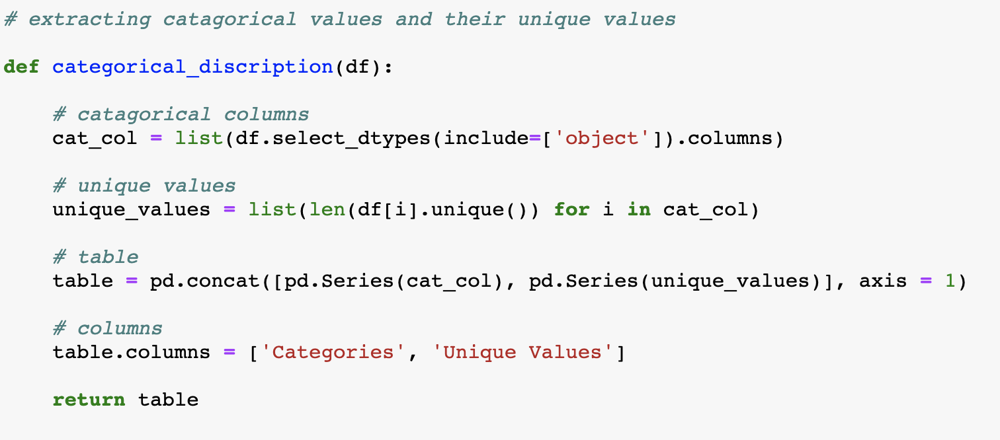 # extracting catagorical values and their unique values
def categorical_discription(df):
# catagorical columns
cat_col = list(df.select_dtypes(include=['object']).columns)
# unique values
unique_values = list(len(df[i].unique()) for i in cat_col)
# table
table = pd.concat([pd.Series(cat_col), pd.Series(unique_values)], axis = 1)
# columns
table.columns = ['Categories', 'Unique Values']
return table